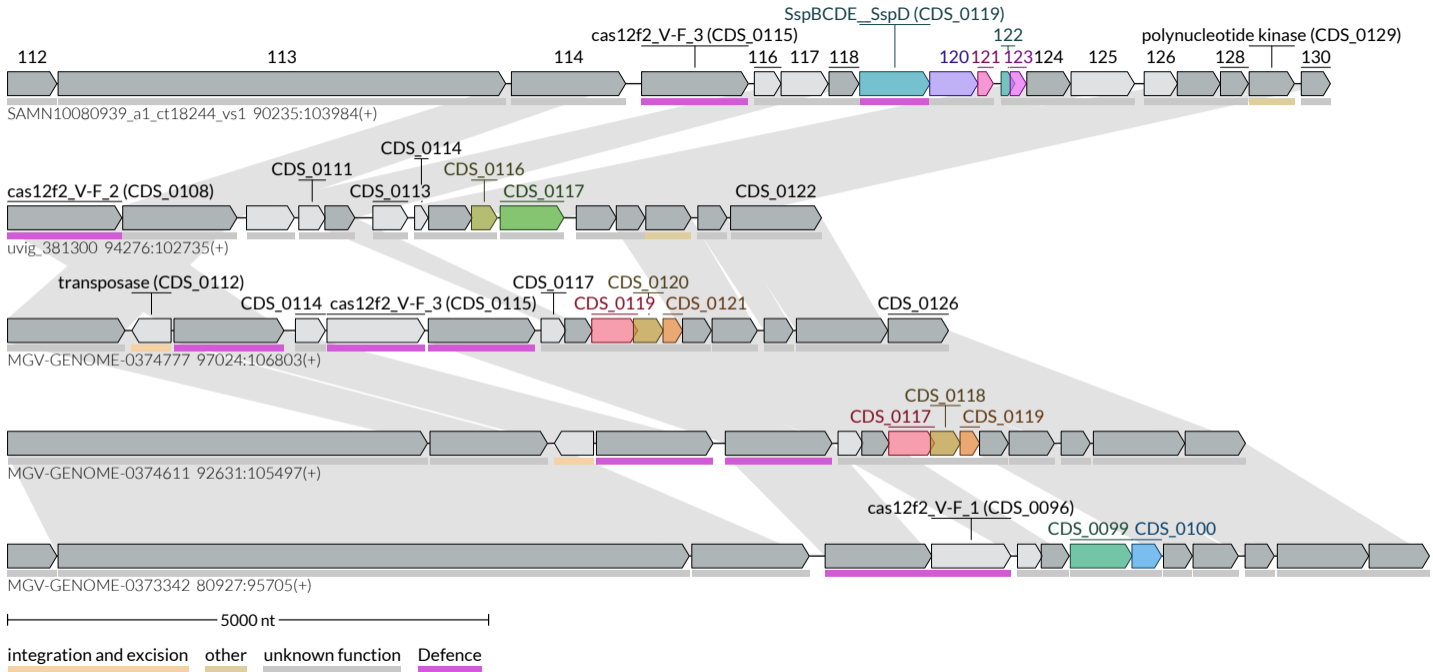 SspBCDE__SspD (CDS_0119)
cas12f2_V-F_3 (CDS_0115) 122 polynucleotide kinase (CDS_0129)
112 113 114 116 117 118 120 121 123 124 125 126 128 130
SAMN10080939_a1_ct18244_vs1 90235:103984(+)
CDS_0114
CDS_0111 CDS_0116
cas12f2_V-F_2 (CDS_0108) CDS_0113 CDS_0117 CDS_0122
uvig_381300 94276:102735(+)
transposase (CDS_0112) CDS_0117 CDS_0120
CDS_0114 cas12f2_V-F_3 (CDS_0115) CDS_0119 CDS_0121 CDS_0126
MGV-GENOME-0374777 97024:106803(+)
CDS_0118
CDS_0117 CDS_0119
MGV-GENOME-0374611 92631:105497(+)
cas12f2_V-F_1 (CDS_0096)
CDS_0099 CDS_0100
MGV-GENOME-0373342 80927:95705(+)
5000 nt
integration and excision other unknown function Defence